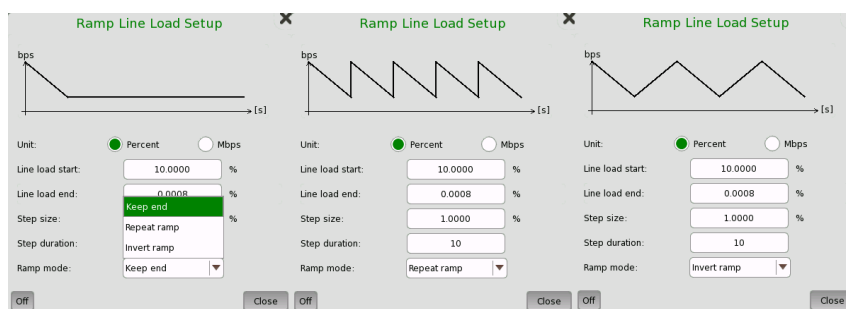 Ramp Line Load Setup
bps
[s]
Unit: Percent Mbps
Line load start: 10.0000 %
Line load end: 0.0008
Keep end
Step size: %
Repeat ramp
Step duration:
Invert ramp
Ramp mode: Keep end
Off Close
Ramp Line Load Setup
bps
[s]
Unit: Percent Mbps
Line load start: 10.0000 %
Line load end: 0.0008 %
Step size: 1.0000 %
Step duration: 10
Ramp mode: Repeat ramp
Off Close
Ramp Line Load Setup
bps
[s]
Unit: Percent Mbps
Line load start: 10.0000 %
Line load end: 0.0008 %
Step size: 1.0000 %
Step duration: 10
Ramp mode: Invert ramp
Off Close